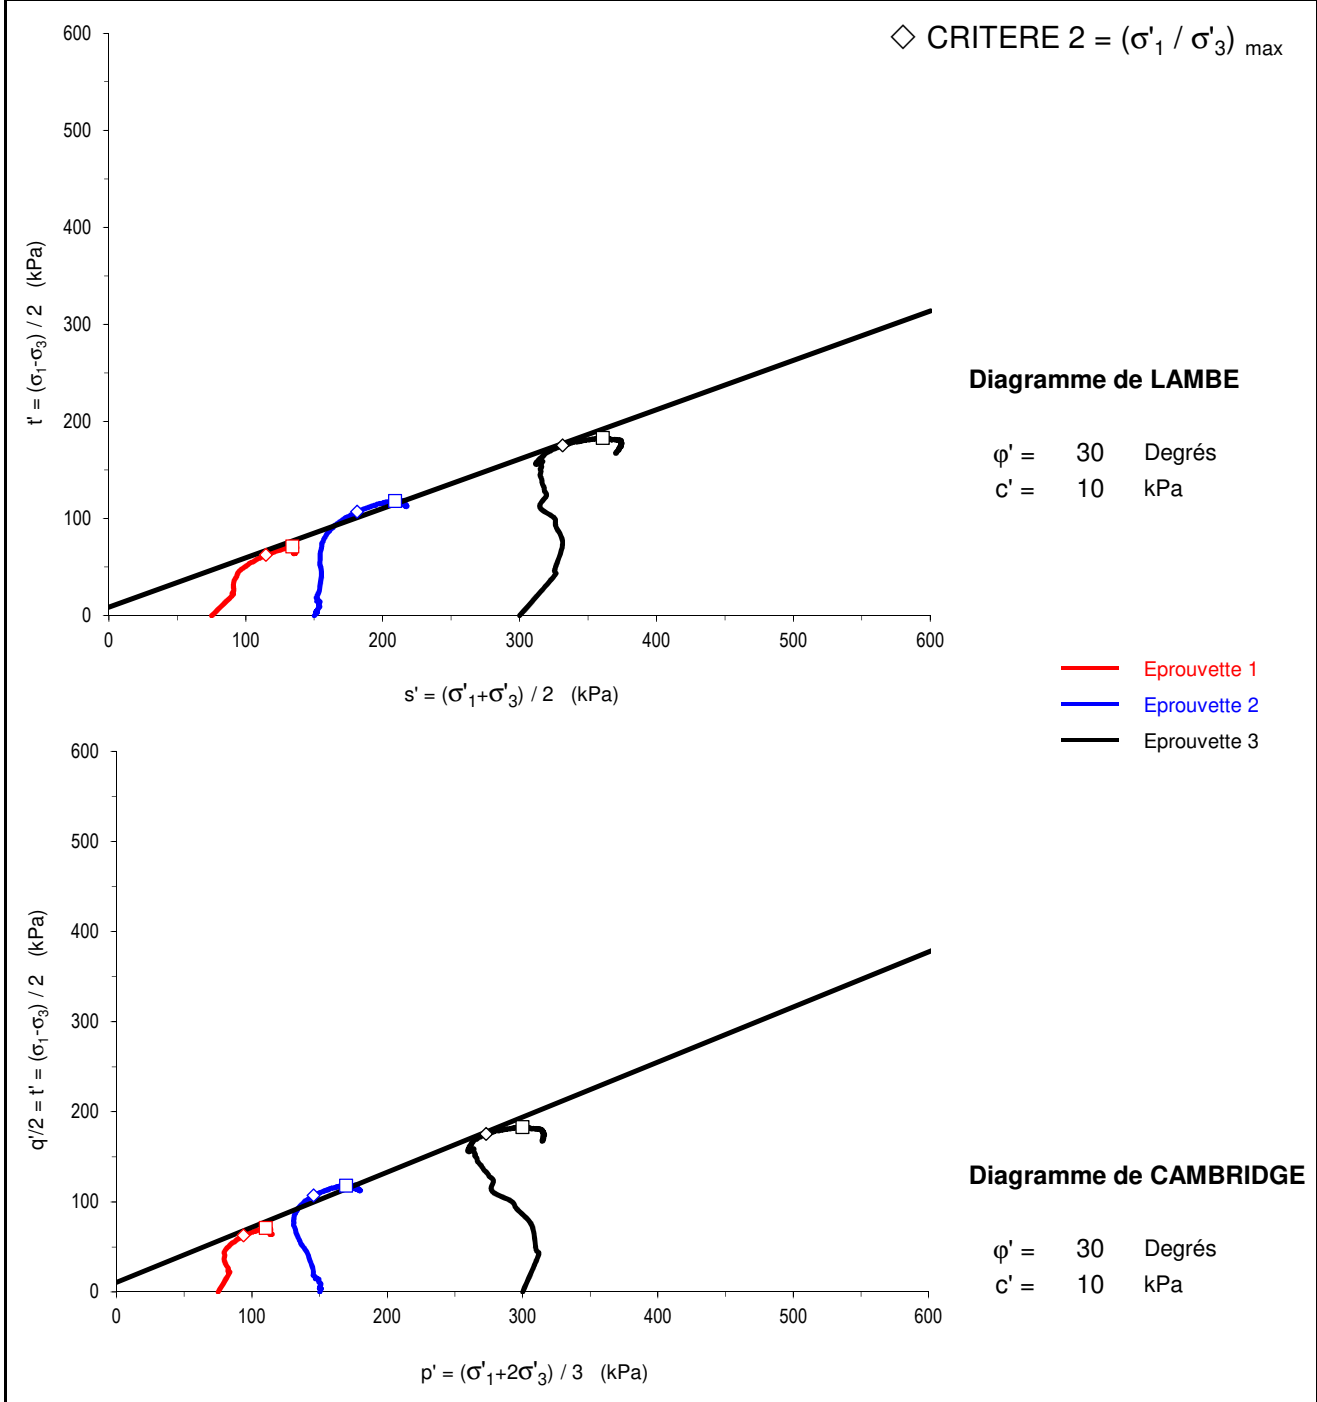 ◇ CRITERE 2 = (σ'1 / σ'3) max
600
500
400
300
200
100
0
0 100 200 300 400 500 600
t' = (σ1-σ3) / 2 (kPa)
s' = (σ'1+σ'3) / 2 (kPa)
Diagramme de LAMBE
φ' = 30 Degrés
c' = 10 kPa
Eprouvette 1
Eprouvette 2
Eprouvette 3
600
500
400
300
200
100
0
0 100 200 300 400 500 600
q'/2 = t' = (σ1-σ3) / 2 (kPa)
p' = (σ'1+2σ'3) / 3 (kPa)
Diagramme de CAMBRIDGE
φ' = 30 Degrés
c' = 10 kPa